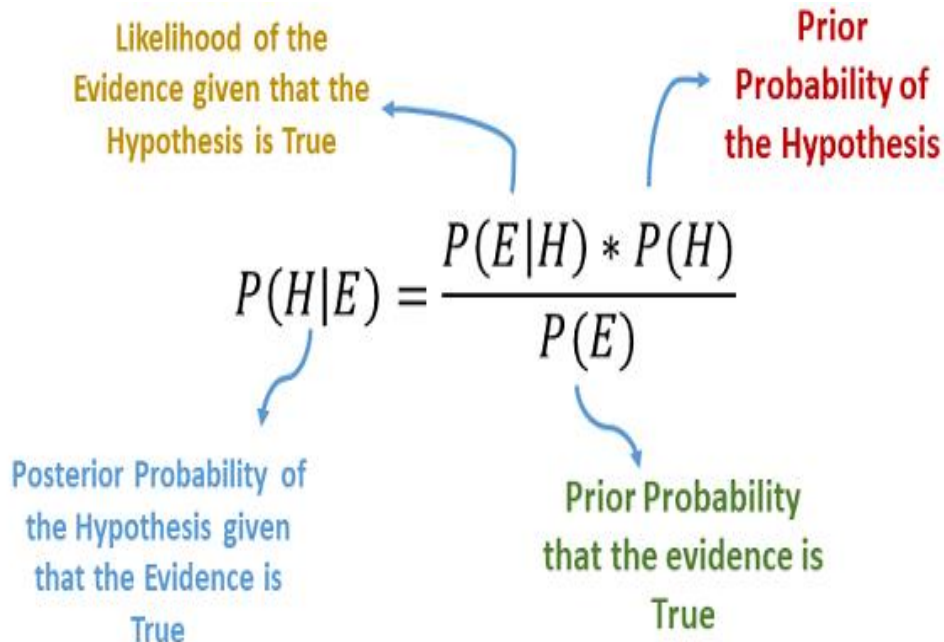 Likelihood of the
Evidence given that the
Hypothesis is True
Prior
Probability of
the Hypothesis
P(H|E) = P(E|H) * P(H)
P(E)
Posterior Probability of
the Hypothesis given
that the Evidence is
True
Prior Probability
that the evidence is
True